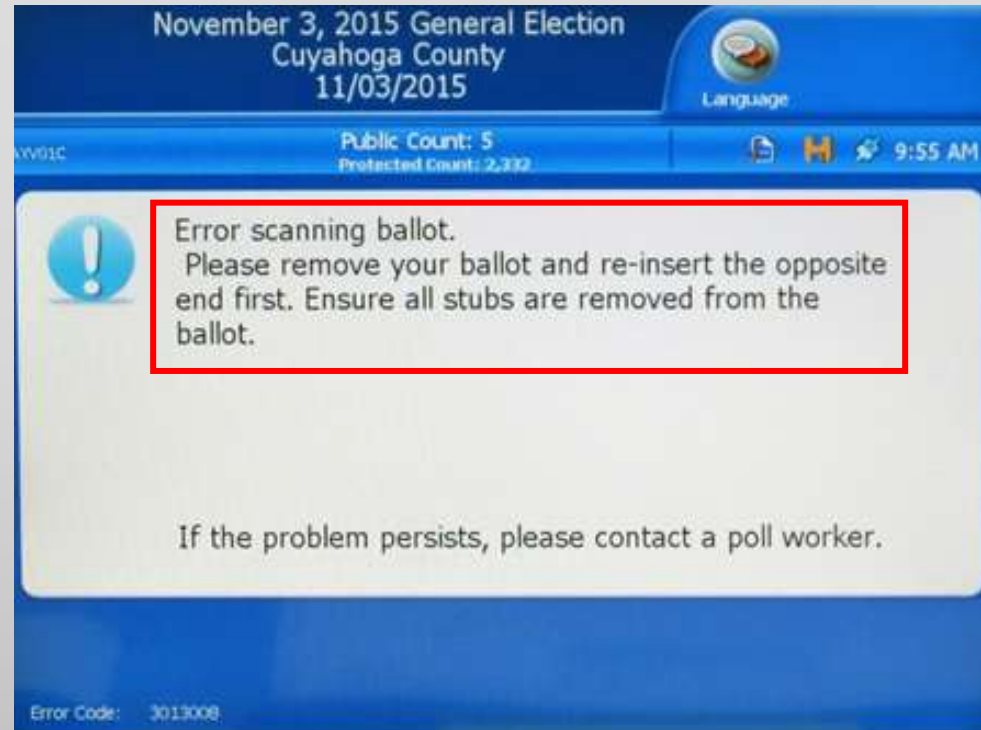 November 3, 2015 General Election
Cuyahoga County
11/03/2015
Language
Public Count: 5
Protected Count: 2,332
9:55 AM
Error scanning ballot.
Please remove your ballot and re-insert the opposite
end first. Ensure all stubs are removed from the
ballot.
If the problem persists, please contact a poll worker.
Error Code: 3013008